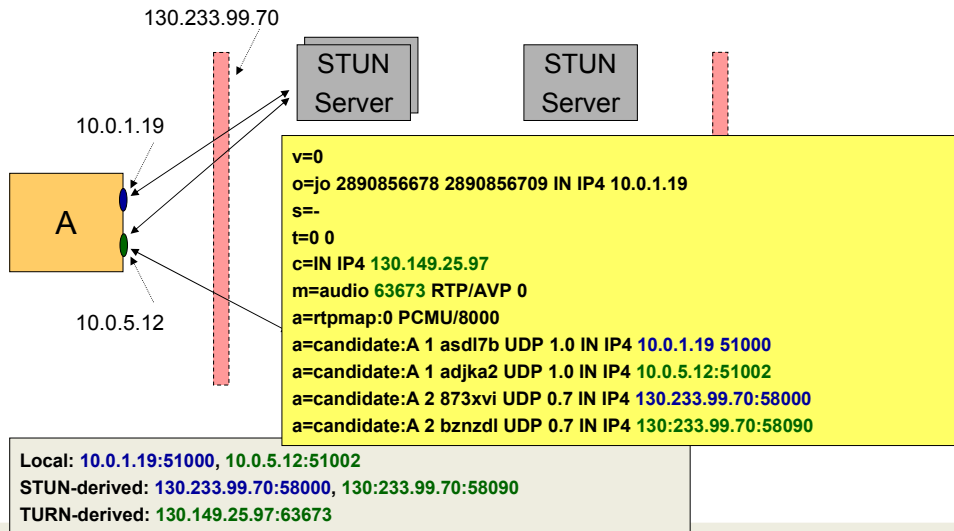 130.233.99.70
STUN
Server
STUN
Server
10.0.1.19
A
10.0.5.12
v=0
o=jo 2890856678 2890856709 IN IP4 10.0.1.19
s=-
t=0 0
c=IN IP4 130.149.25.97
m=audio 63673 RTP/AVP 0
a=rtpmap:0 PCMU/8000
a=candidate:A 1 asdl7b UDP 1.0 IN IP4 10.0.1.19 51000
a=candidate:A 1 adjka2 UDP 1.0 IN IP4 10.0.5.12:51002
a=candidate:A 2 873xvi UDP 0.7 IN IP4 130.233.99.70:58000
a=candidate:A 2 bznzdl UDP 0.7 IN IP4 130:233.99.70:58090
Local: 10.0.1.19:51000, 10.0.5.12:51002
STUN-derived: 130.233.99.70:58000, 130:233.99.70:58090
TURN-derived: 130.149.25.97:63673